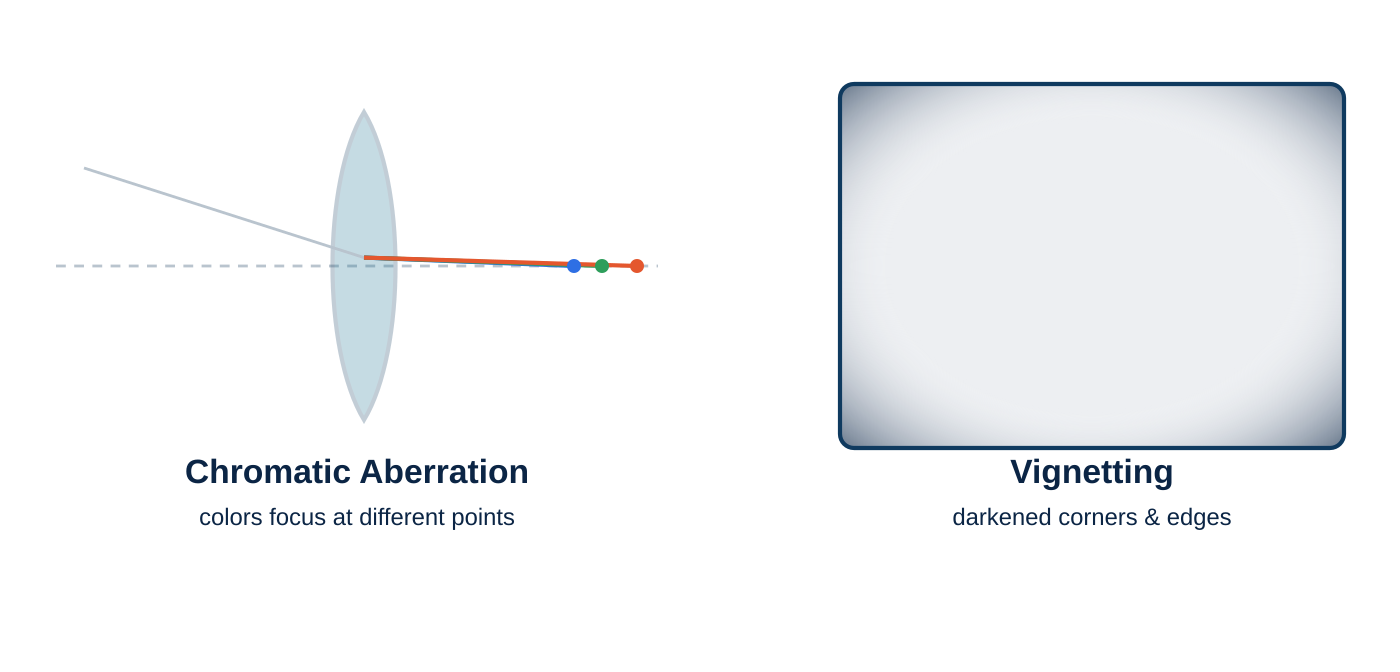 Chromatic Aberration
colors focus at different points
Vignetting
darkened corners & edges